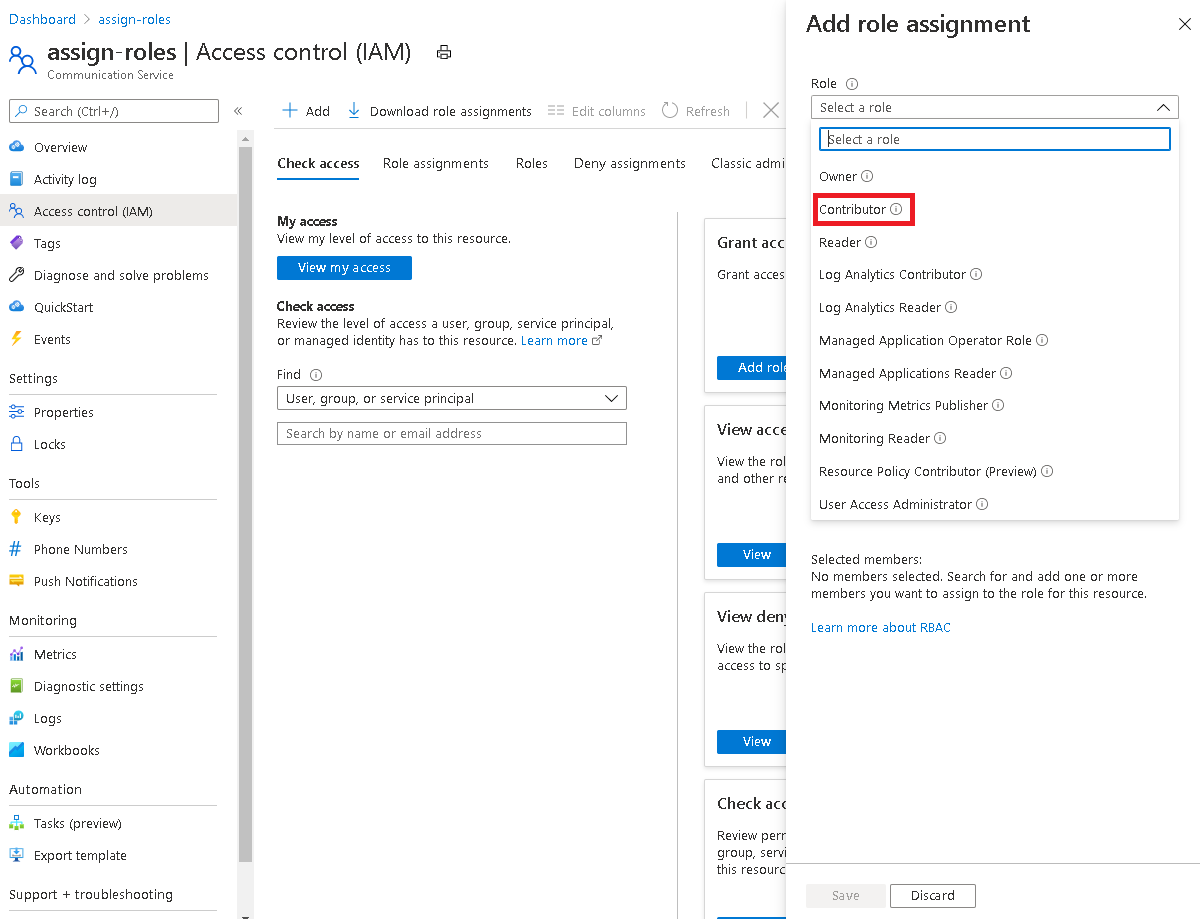 Dashboard > assign-roles
assign-roles | Access control (IAM)
Communication Service
Search (Ctrl+/)
«
Overview
Activity log
Access control (IAM)
Tags
Diagnose and solve problems
QuickStart
Events
Settings
Properties
Locks
Tools
Keys
Phone Numbers
Push Notifications
Monitoring
Metrics
Diagnostic settings
Logs
Workbooks
Automation
Tasks (preview)
Export template
Support + troubleshooting
Add
Download role assignments
Edit columns
Refresh
Check access
Role assignments
Roles
Deny assignments
Classic admi
My access
View my level of access to this resource.
View my access
Check access
Review the level of access a user, group, service principal,
or managed identity has to this resource. Learn more
Find
User, group, or service principal
Search by name or email address
Grant acc
Grant acces
Add role
View acce
View the rol
and other re
View
View deny
View the rol
access to sp
View
Check acc
Review perr
group, servi
this resourc
Add role assignment
Role
Select a role
Select a role
Owner
Contributor
Reader
Log Analytics Contributor
Log Analytics Reader
Managed Application Operator Role
Managed Applications Reader
Monitoring Metrics Publisher
Monitoring Reader
Resource Policy Contributor (Preview)
User Access Administrator
Selected members:
No members selected. Search for and add one or more
members you want to assign to the role for this resource.
Learn more about RBAC
Save
Discard